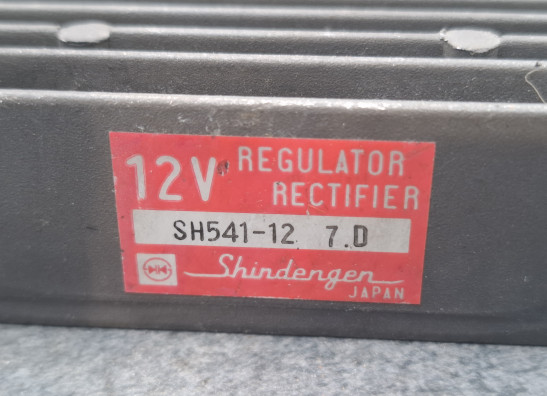 12V REGULATOR
RECTIFIER
SH541-12 7.D
Shindengen
JAPAN